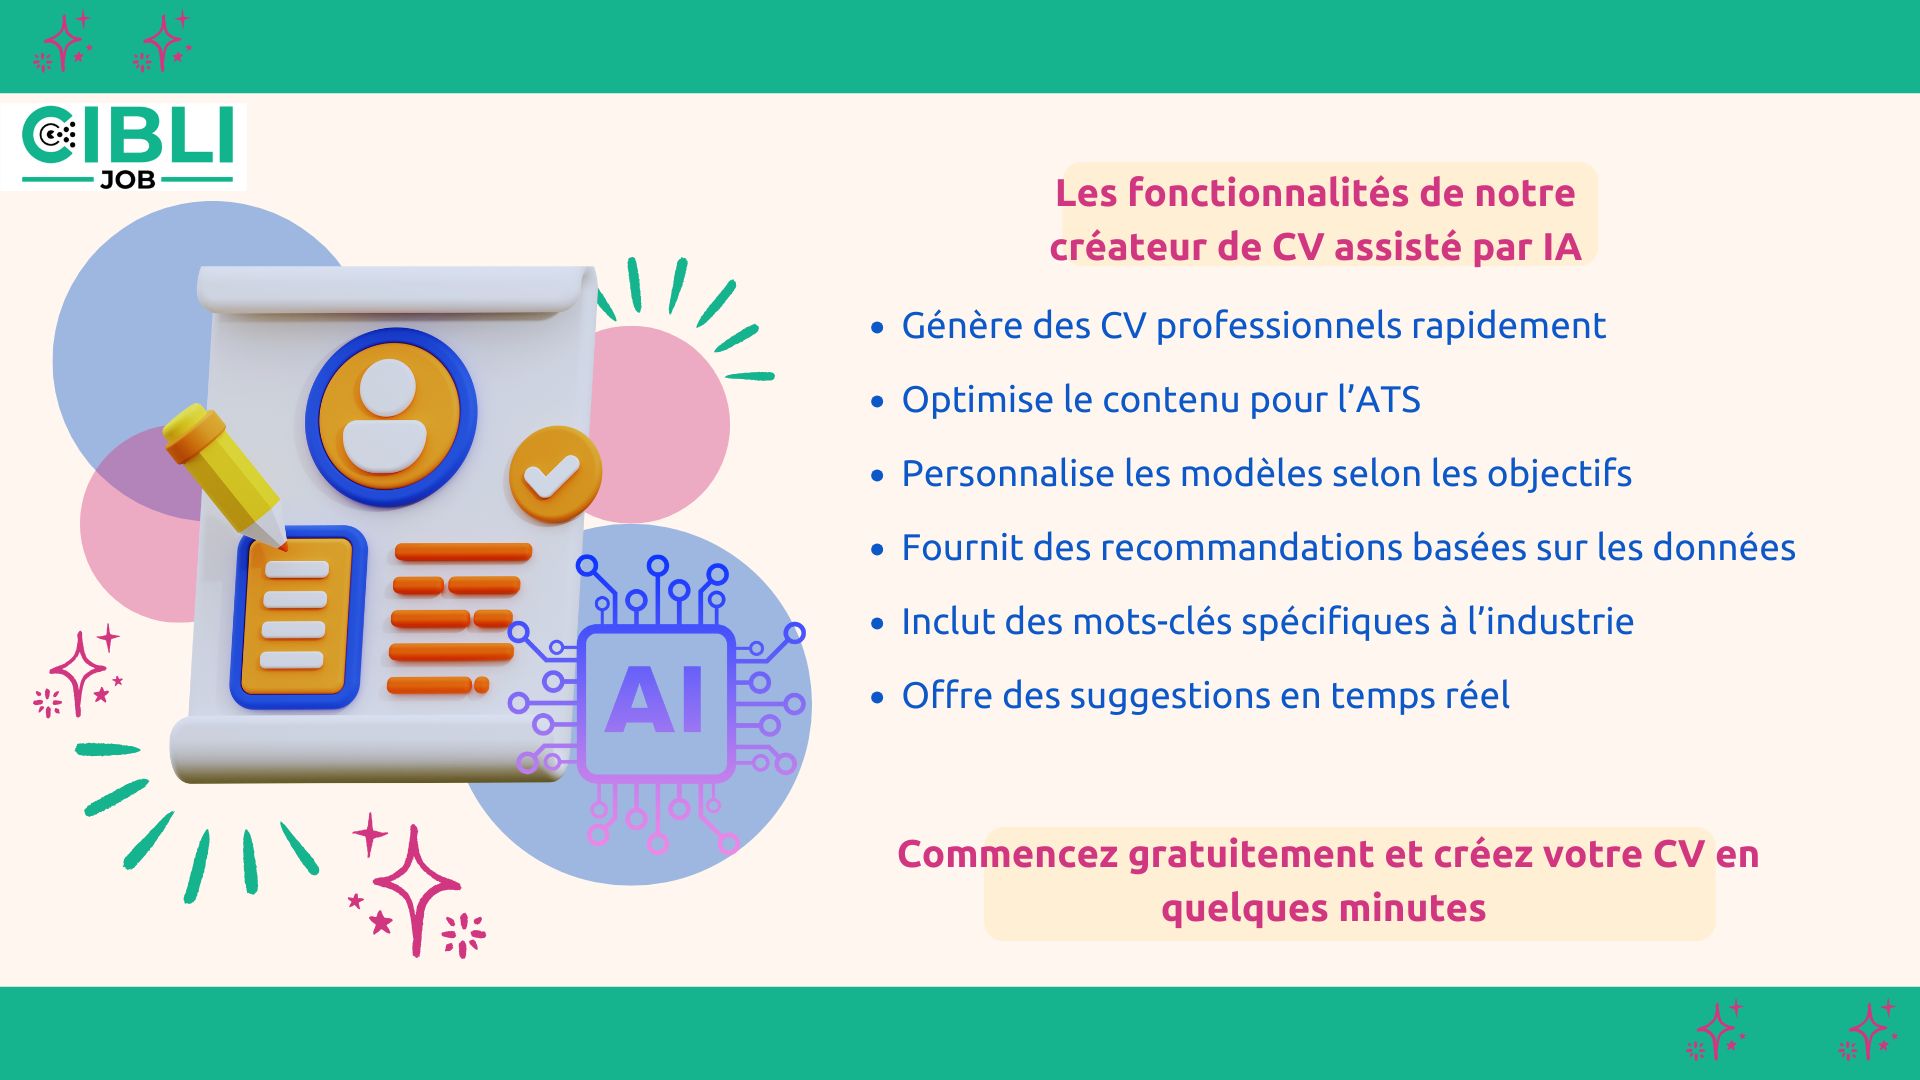 CIBLI
JOB
Les fonctionnalités de notre
créateur de CV assisté par IA
• Génère des CV professionnels rapidement
• Optimise le contenu pour l’ATS
• Personnalise les modèles selon les objectifs
• Fournit des recommandations basées sur les données
• Inclut des mots-clés spécifiques à l’industrie
• Offre des suggestions en temps réel
AI
Commencez gratuitement et créez votre CV en
quelques minutes